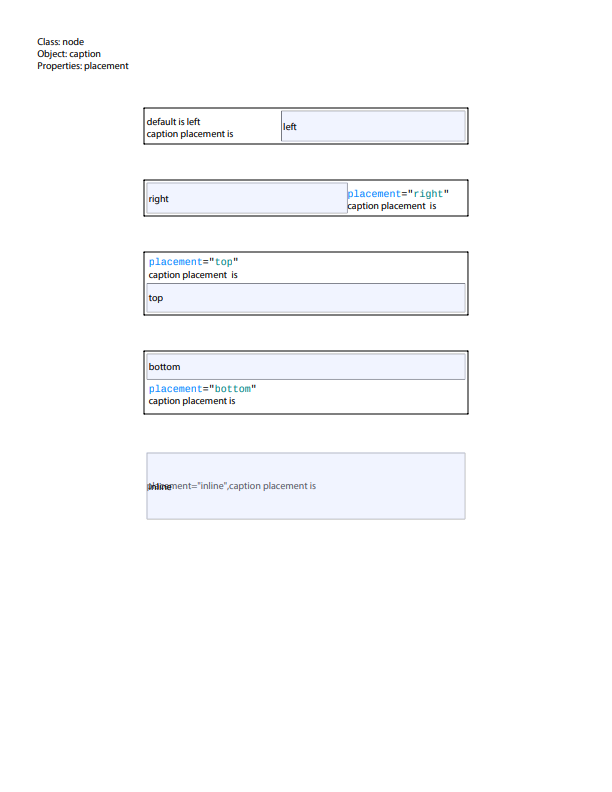 Class: node
Object: caption
Properties: placement
default is left
caption placement is
left
right
placement="right"
caption placement is
placement="top"
caption placement is
top
bottom
placement="bottom"
caption placement is
inline
placement="inline",caption placement is